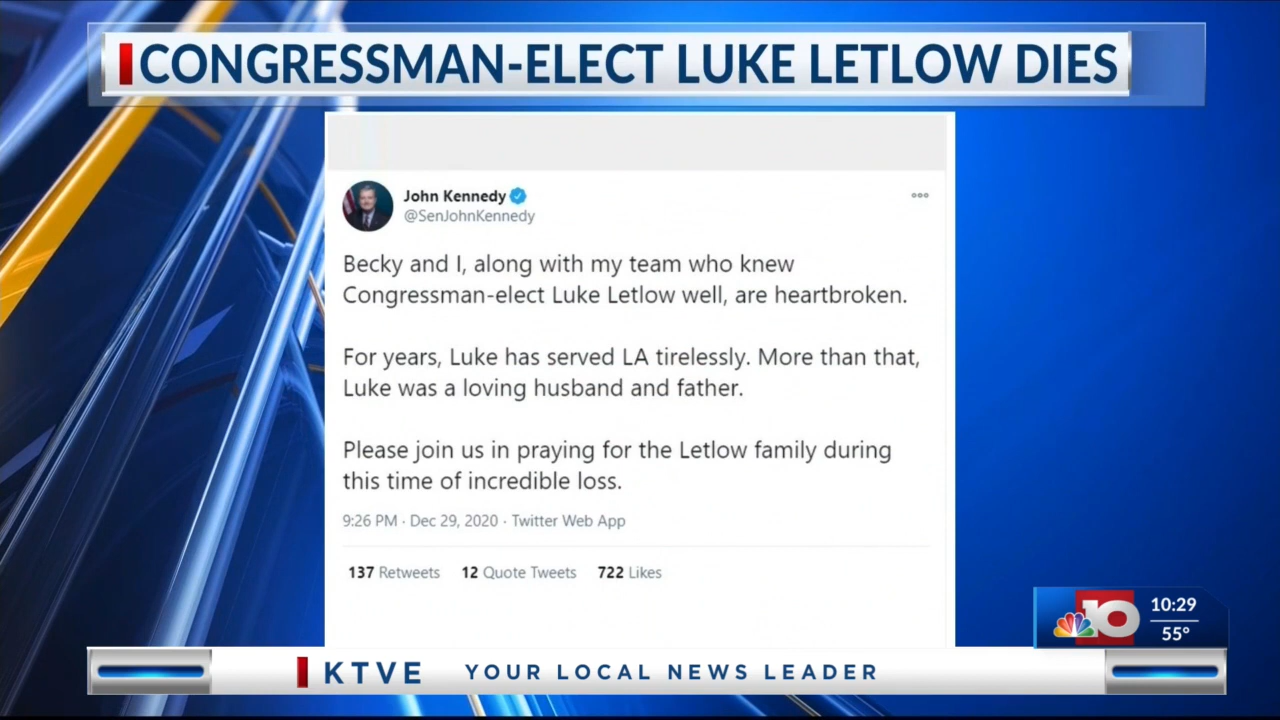 CONGRESSMAN-ELECT LUKE LETLOW DIES
John Kennedy
@SenJohnKennedy
Becky and I, along with my team who knew
Congressman-elect Luke Letlow well, are heartbroken.
For years, Luke has served LA tirelessly. More than that,
Luke was a loving husband and father.
Please join us in praying for the Letlow family during
this time of incredible loss.
9:26 PM · Dec 29, 2020 · Twitter Web App
137 Retweets 12 Quote Tweets 722 Likes
10 10:29
55°
KTVE YOUR LOCAL NEWS LEADER